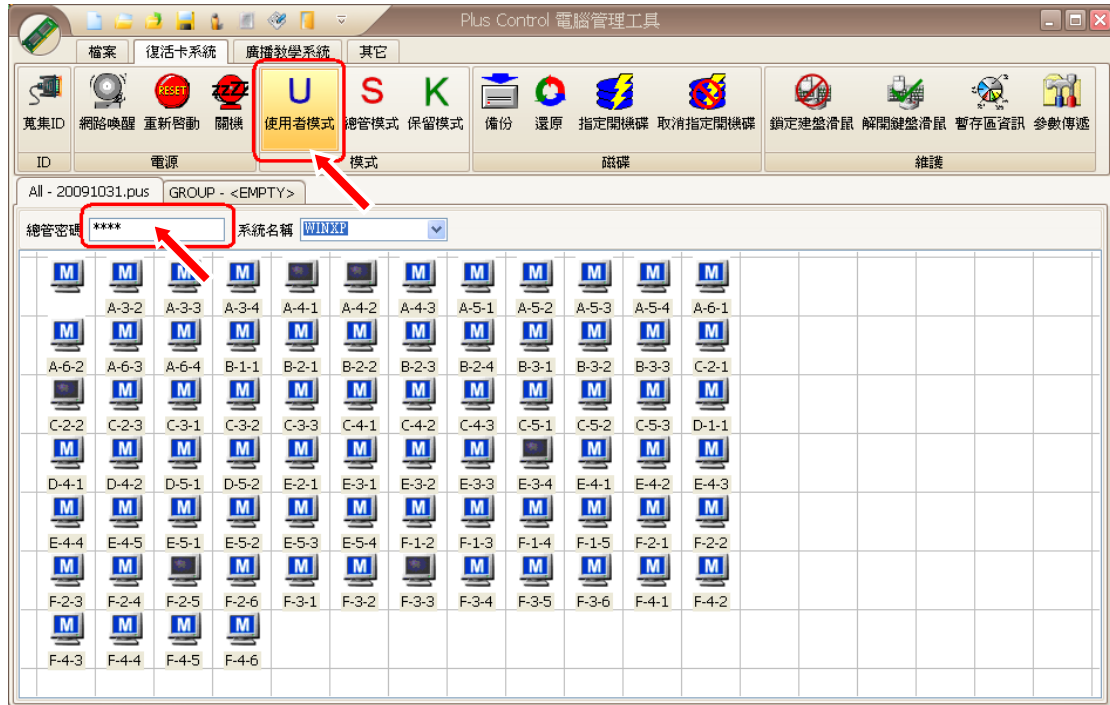 Plus Control 電腦管理工具
檔案 復活卡系統 廣播教學系統 其它
RESET zzZZ U S K
蒐集ID 網路喚醒 重新啓動 關機 使用者模式 總管模式 保留模式 備份 還原 指定開機碟 取消指定開機碟 鎖定建盤滑鼠 解開鍵盤滑鼠 暫存區資訊 參數傳遞
ID 電源 模式 磁碟 維護
All - 20091031.pus GROUP - <EMPTY>
總管密碼 **** 系統名稱 WINXP
M M M M M M M M M M
A-3-2 A-3-3 A-3-4 A-4-1 A-4-2 A-4-3 A-5-1 A-5-2 A-5-3 A-5-4 A-6-1
M M M M M M M M M M M M
A-6-2 A-6-3 A-6-4 B-1-1 B-2-1 B-2-2 B-2-3 B-2-4 B-3-1 B-3-2 B-3-3 C-2-1
M M M M M M M M M M M
C-2-2 C-2-3 C-3-1 C-3-2 C-3-3 C-4-1 C-4-2 C-4-3 C-5-1 C-5-2 C-5-3 D-1-1
M M M M M M M M M M M
D-4-1 D-4-2 D-5-1 D-5-2 E-2-1 E-3-1 E-3-2 E-3-3 E-3-4 E-4-1 E-4-2 E-4-3
M M M M M M M M M M M M
E-4-4 E-4-5 E-5-1 E-5-2 E-5-3 E-5-4 F-1-2 F-1-3 F-1-4 F-1-5 F-2-1 F-2-2
M M M M M M M M M M
F-2-3 F-2-4 F-2-5 F-2-6 F-3-1 F-3-2 F-3-3 F-3-4 F-3-5 F-3-6 F-4-1 F-4-2
M M M M
F-4-3 F-4-4 F-4-5 F-4-6